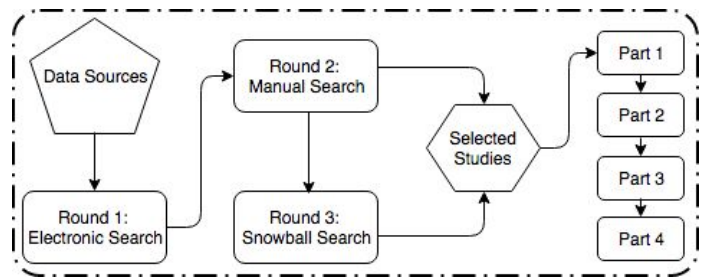 Data Sources
Round 1:
Electronic Search
Round 2:
Manual Search
Round 3:
Snowball Search
Selected
Studies
Part 1
Part 2
Part 3
Part 4